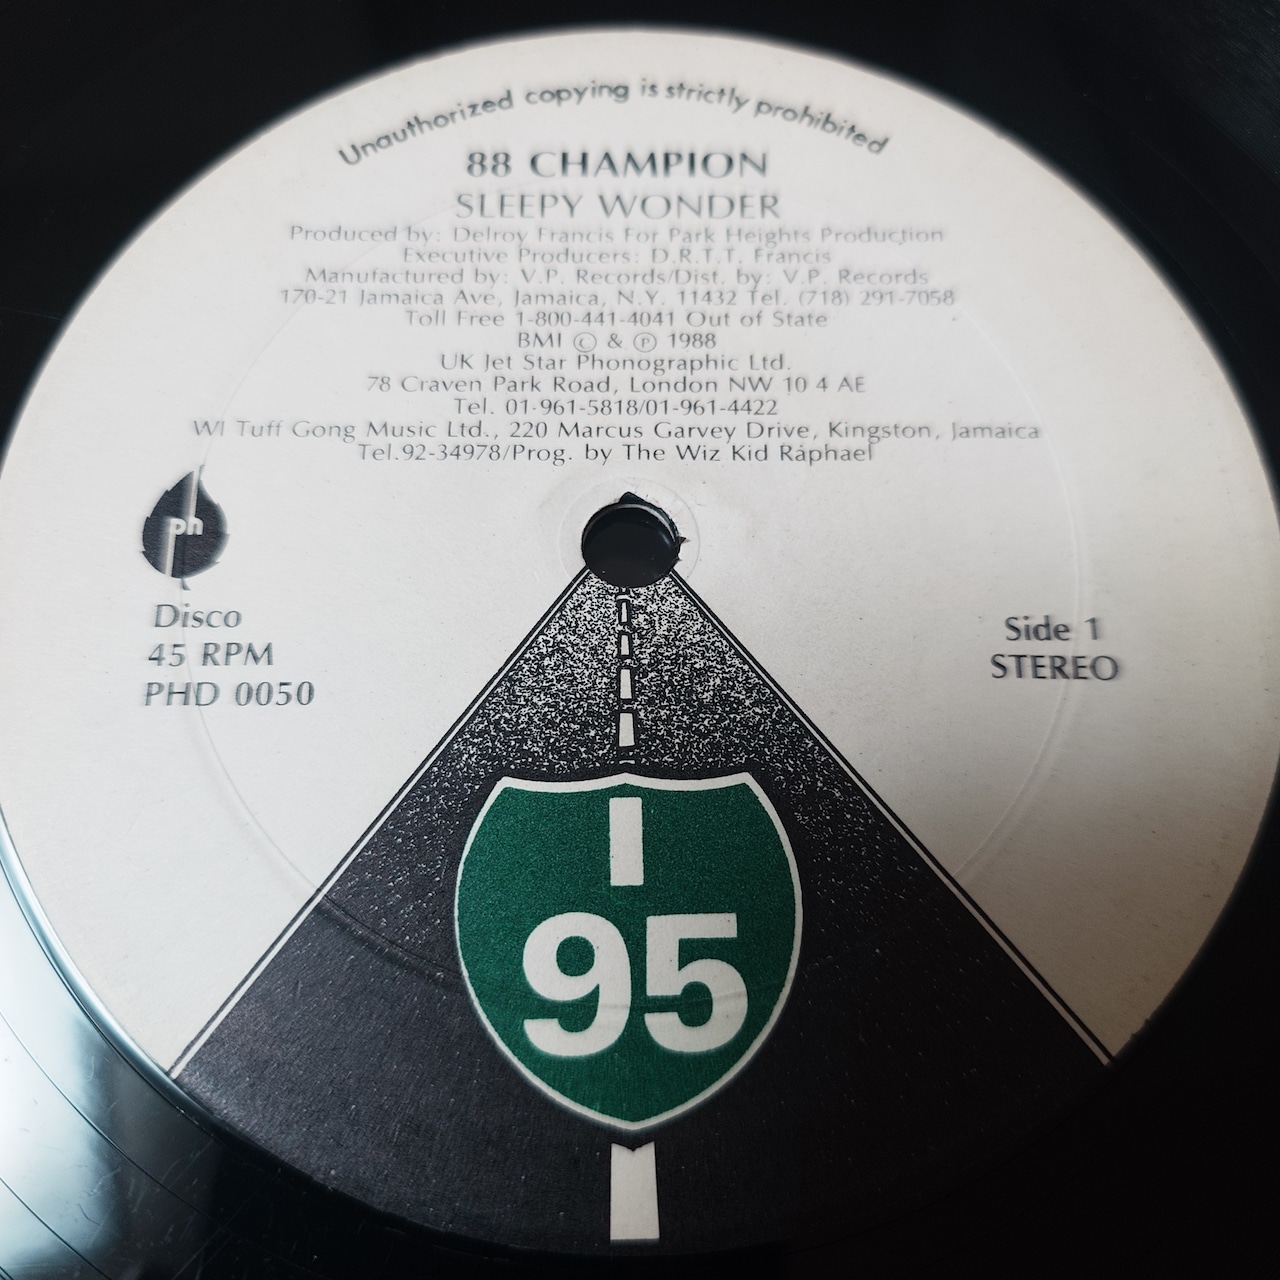 Unauthorized copying is strictly prohibited
88 CHAMPION
SLEEPY WONDER
Produced by: Delroy Francis For Park Heights Production
Executive Producers: D.R.T.T. Francis
Manufactured by: V.P. Records/Dist. by: V.P. Records
170-21 Jamaica Ave, Jamaica, N.Y. 11432 Tel. (718) 291-7058
Toll Free 1-800-441-4041 Out of State
BMI © & ℗ 1988
UK Jet Star Phonographic Ltd.
78 Craven Park Road, London NW 10 4 AE
Tel. 01-961-5818/01-961-4422
WI Tuff Gong Music Ltd., 220 Marcus Garvey Drive, Kingston, Jamaica
Tel.92-34978/Prog. by The Wiz Kid Raphael
ph
Disco
45 RPM
PHD 0050
Side 1
STEREO
I
95